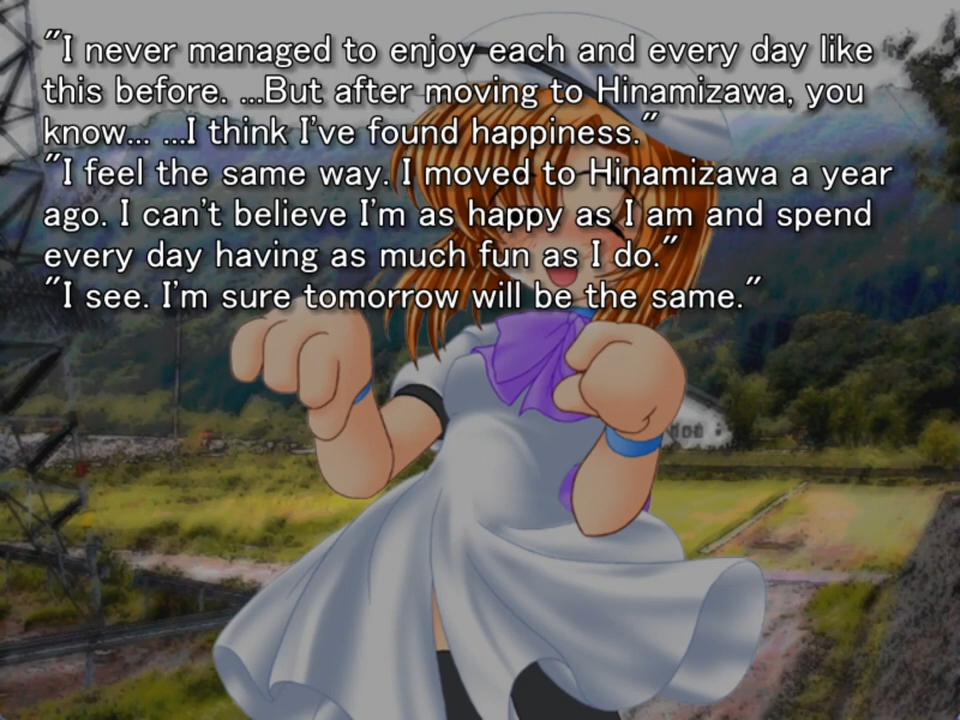 "I never managed to enjoy each and every day like
this before. ...But after moving to Hinamizawa, you
know... ...I think I've found happiness."
"I feel the same way. I moved to Hinamizawa a year
ago. I can't believe I'm as happy as I am and spend
every day having as much fun as I do."
"I see. I'm sure tomorrow will be the same."